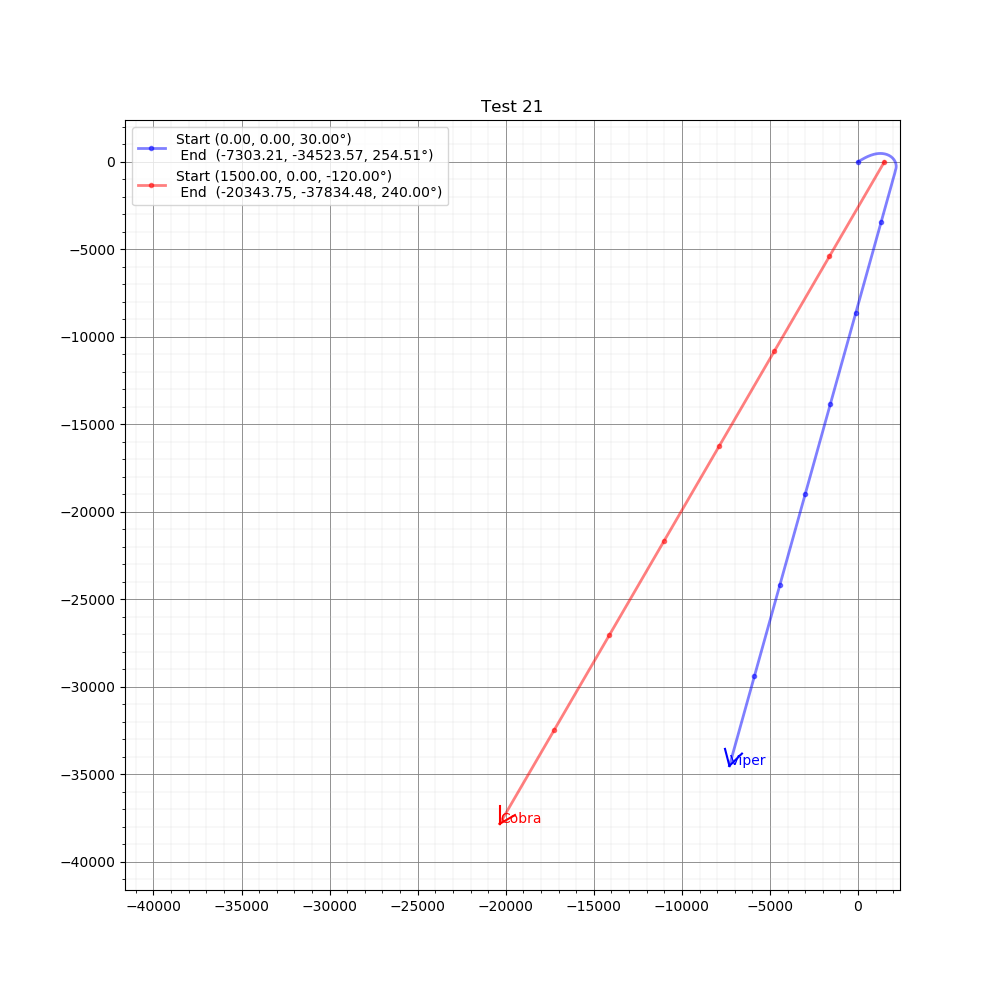 Test 21
Start (0.00, 0.00, 30.00°)
End (-7303.21, -34523.57, 254.51°)
Start (1500.00, 0.00, -120.00°)
End (-20343.75, -37834.48, 240.00°)
0
−5000
−10000
−15000
−20000
−25000
−30000
−35000
−40000
Viper
Cobra
−40000 −35000 −30000 −25000 −20000 −15000 −10000 −5000 0